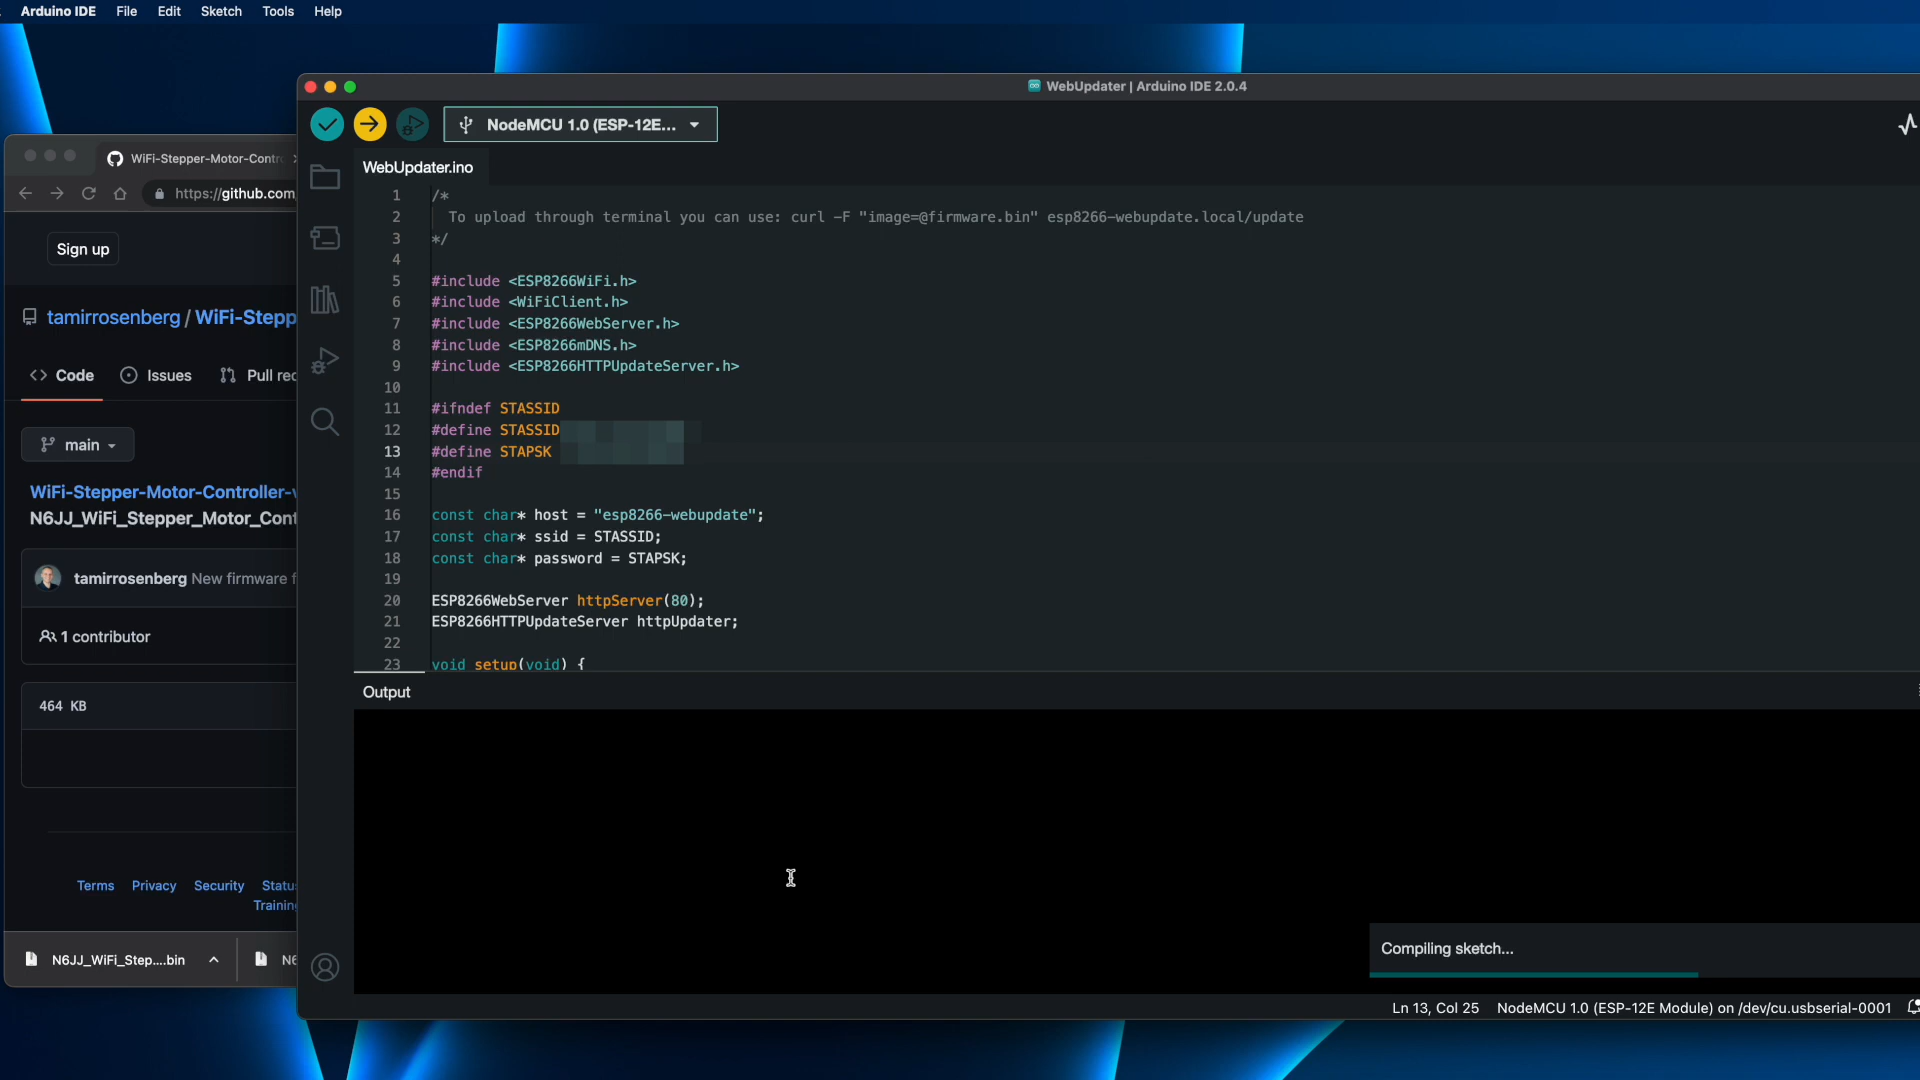 Arduino IDE File Edit Sketch Tools Help
WebUpdater | Arduino IDE 2.0.4
NodeMCU 1.0 (ESP-12E...
WiFi-Stepper-Motor-Contro
https://github.com
Sign up
tamirrosenberg / WiFi-Stepp
Code Issues Pull rec
main
WiFi-Stepper-Motor-Controller-v
N6JJ_WiFi_Stepper_Motor_Cont
tamirrosenberg New firmware f
1 contributor
464 KB
Terms Privacy Security Status
Training
N6JJ_WiFi_Step....bin N6
WebUpdater.ino
1 /*
2 To upload through terminal you can use: curl -F "image=@firmware.bin" esp8266-webupdate.local/update
3 */
4
5 #include <ESP8266WiFi.h>
6 #include <WiFiClient.h>
7 #include <ESP8266WebServer.h>
8 #include <ESP8266mDNS.h>
9 #include <ESP8266HTTPUpdateServer.h>
10
11 #ifndef STASSID
12 #define STASSID
13 #define STAPSK
14 #endif
15
16 const char* host = "esp8266-webupdate";
17 const char* ssid = STASSID;
18 const char* password = STAPSK;
19
20 ESP8266WebServer httpServer(80);
21 ESP8266HTTPUpdateServer httpUpdater;
22
23 void setup(void) {
Output
Compiling sketch...
Ln 13, Col 25 NodeMCU 1.0 (ESP-12E Module) on /dev/cu.usbserial-0001